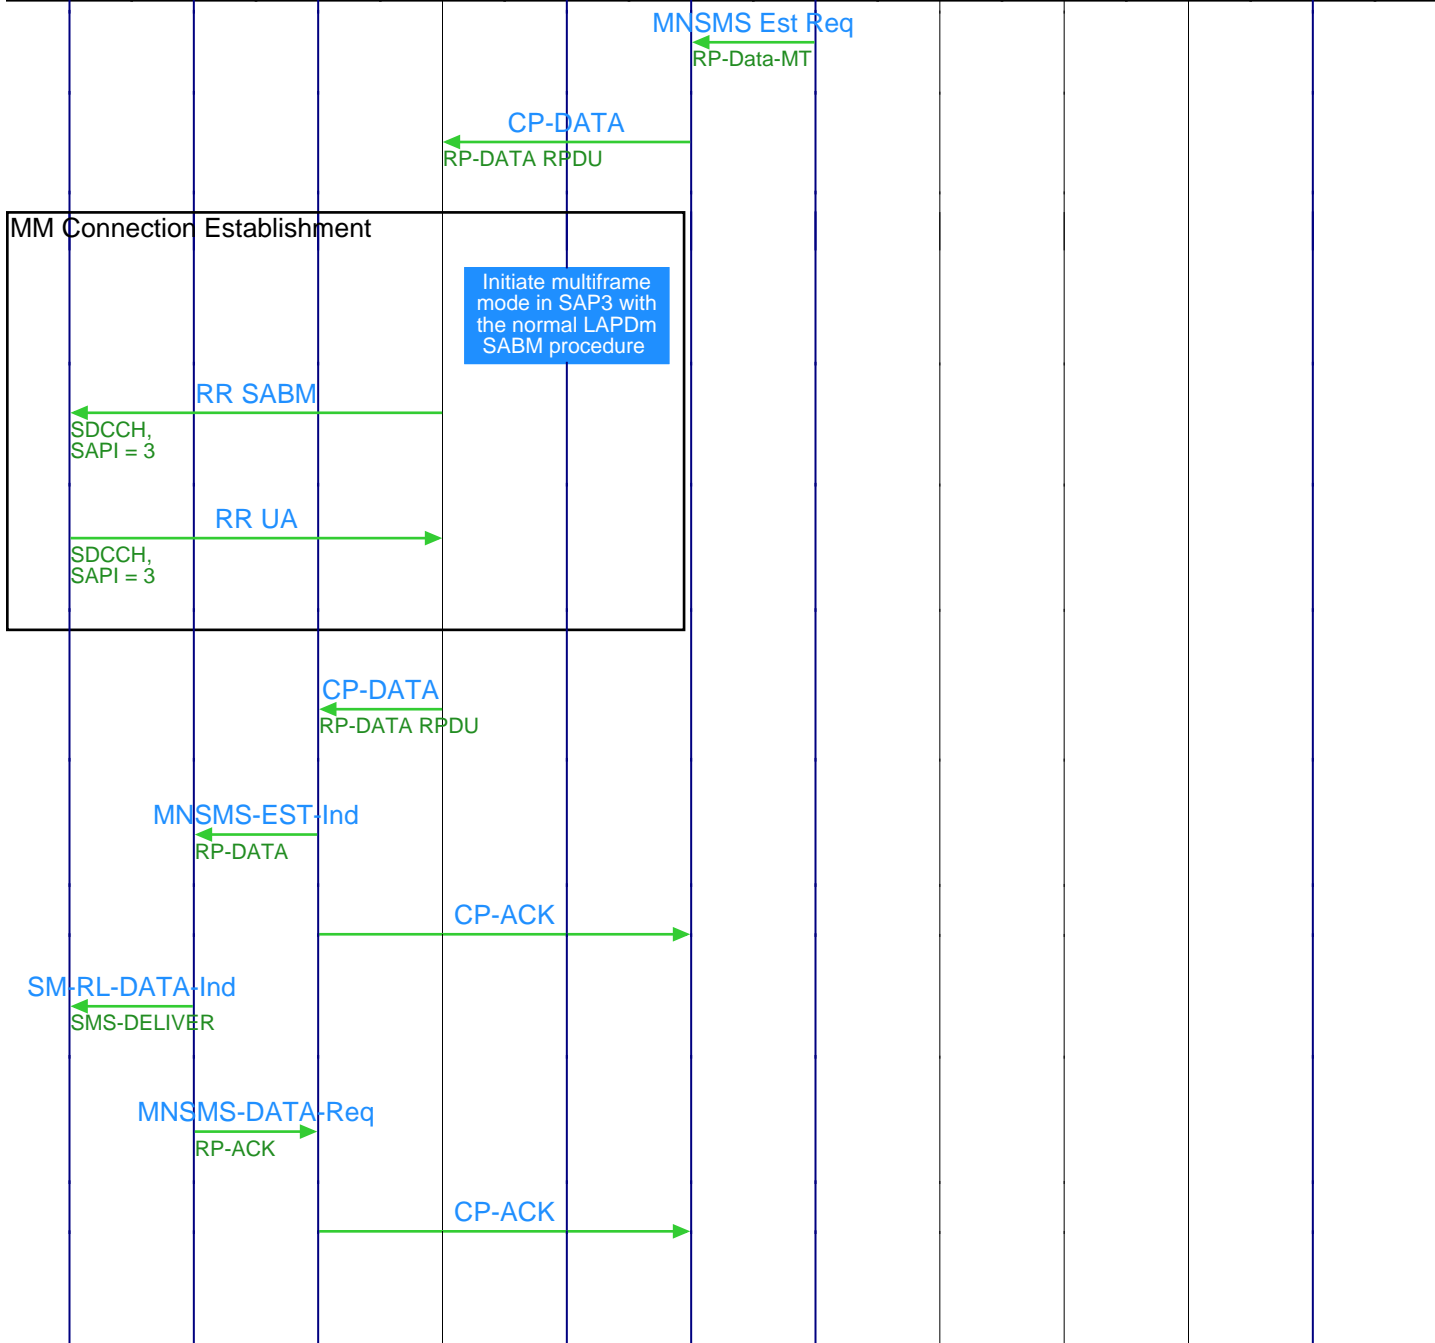 MNSMS Est Req
RP-Data-MT
CP-DATA
RP-DATA RPDU
MM Connection Establishment
Initiate multiframe
mode in SAP3 with
the normal LAPDm
SABM procedure
RR SABM
SDCCH,
SAPI = 3
RR UA
SDCCH,
SAPI = 3
CP-DATA
RP-DATA RPDU
MNSMS-EST-Ind
RP-DATA
CP-ACK
SM-RL-DATA-Ind
SMS-DELIVER
MNSMS-DATA-Req
RP-ACK
CP-ACK